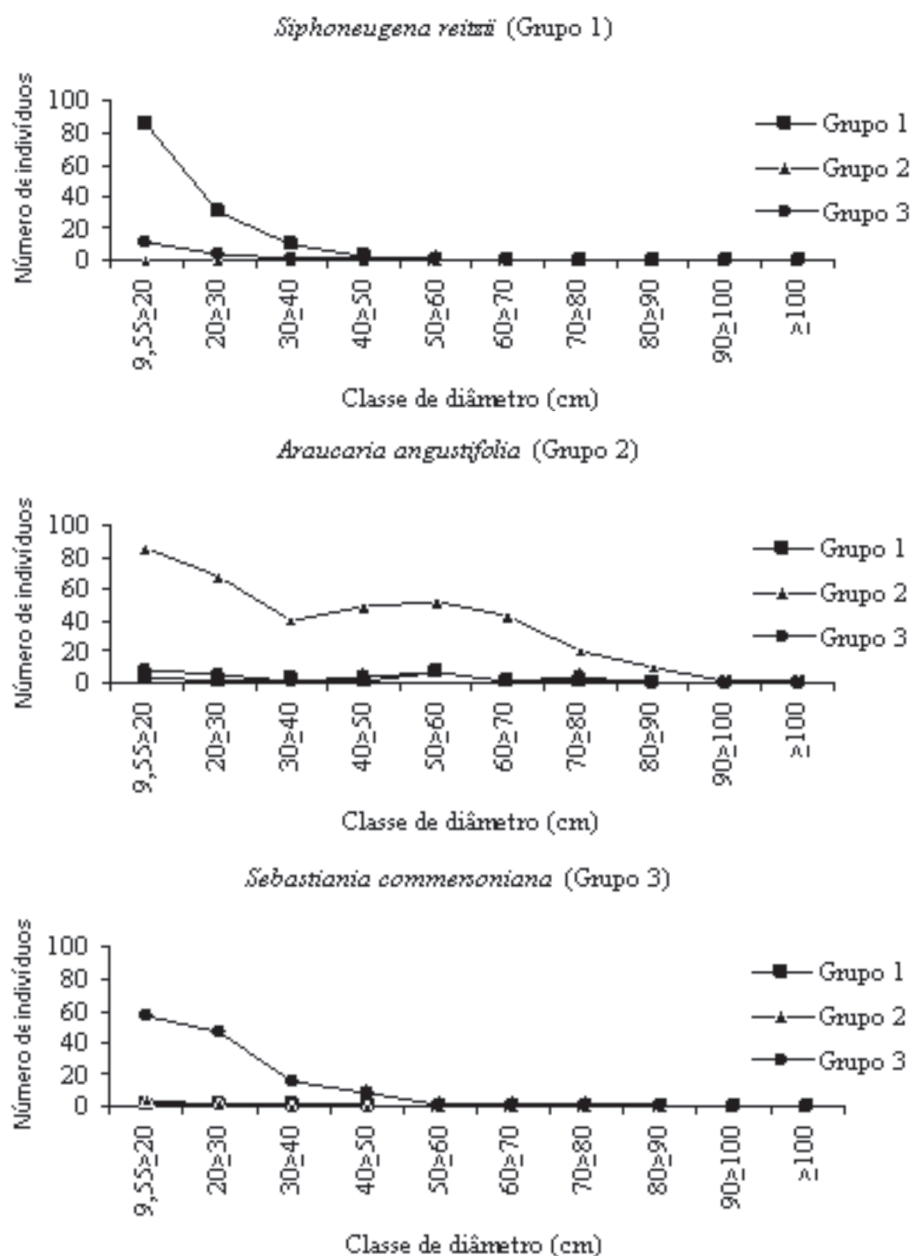 Siphoneugena reitzii (Grupo 1)
Número de indivíduos
100
80
60
40
20
0
9,55≥20
20≥30
30≥40
40≥50
50≥60
60≥70
70≥80
80≥90
90≥100
≥100
Classe de diâmetro (cm)
Grupo 1
Grupo 2
Grupo 3
Araucaria angustifolia (Grupo 2)
Número de indivíduos
100
80
60
40
20
0
9,55≥20
20≥30
30≥40
40≥50
50≥60
60≥70
70≥80
80≥90
90≥100
≥100
Classe de diâmetro (cm)
Grupo 1
Grupo 2
Grupo 3
Sebastiania commersoniana (Grupo 3)
Número de indivíduos
100
80
60
40
20
0
9,55≥20
20≥30
30≥40
40≥50
50≥60
60≥70
70≥80
80≥90
90≥100
≥100
Classe de diâmetro (cm)
Grupo 1
Grupo 2
Grupo 3